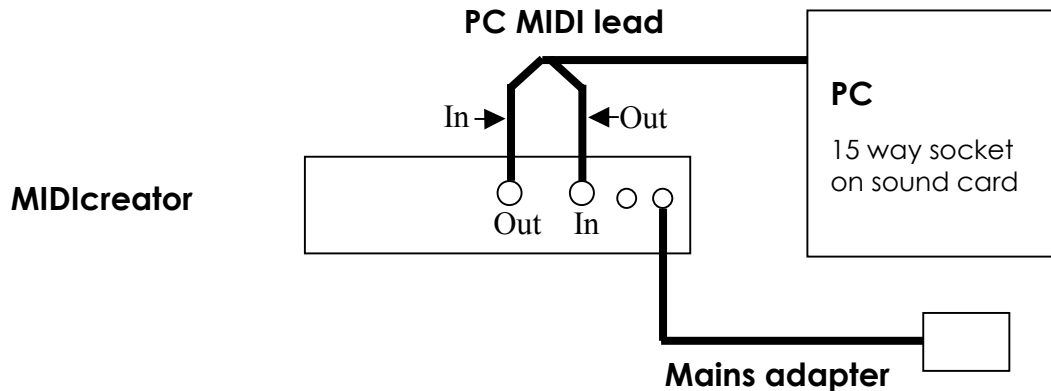 PC MIDI lead
PC
In
Out
15 way socket
on sound card
MIDIcreator
Out In
Mains adapter